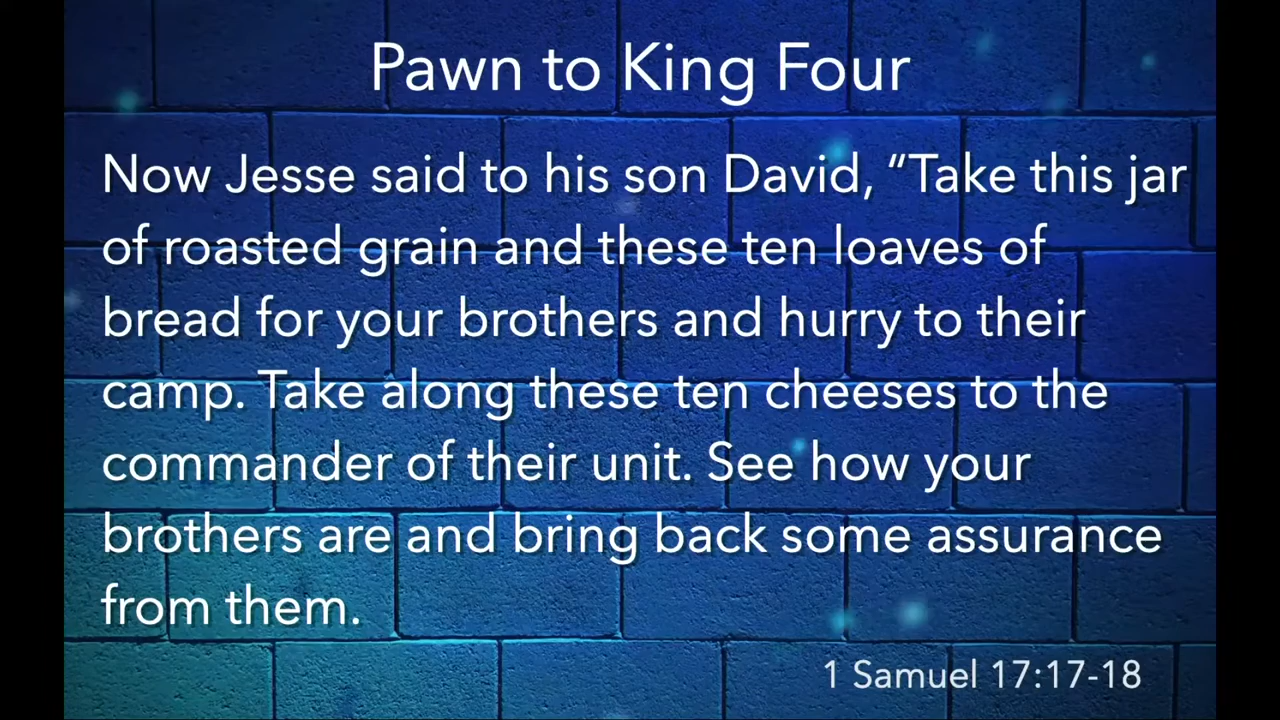 Pawn to King Four
Now Jesse said to his son David, “Take this jar
of roasted grain and these ten loaves of
bread for your brothers and hurry to their
camp. Take along these ten cheeses to the
commander of their unit. See how your
brothers are and bring back some assurance
from them.
1 Samuel 17:17-18